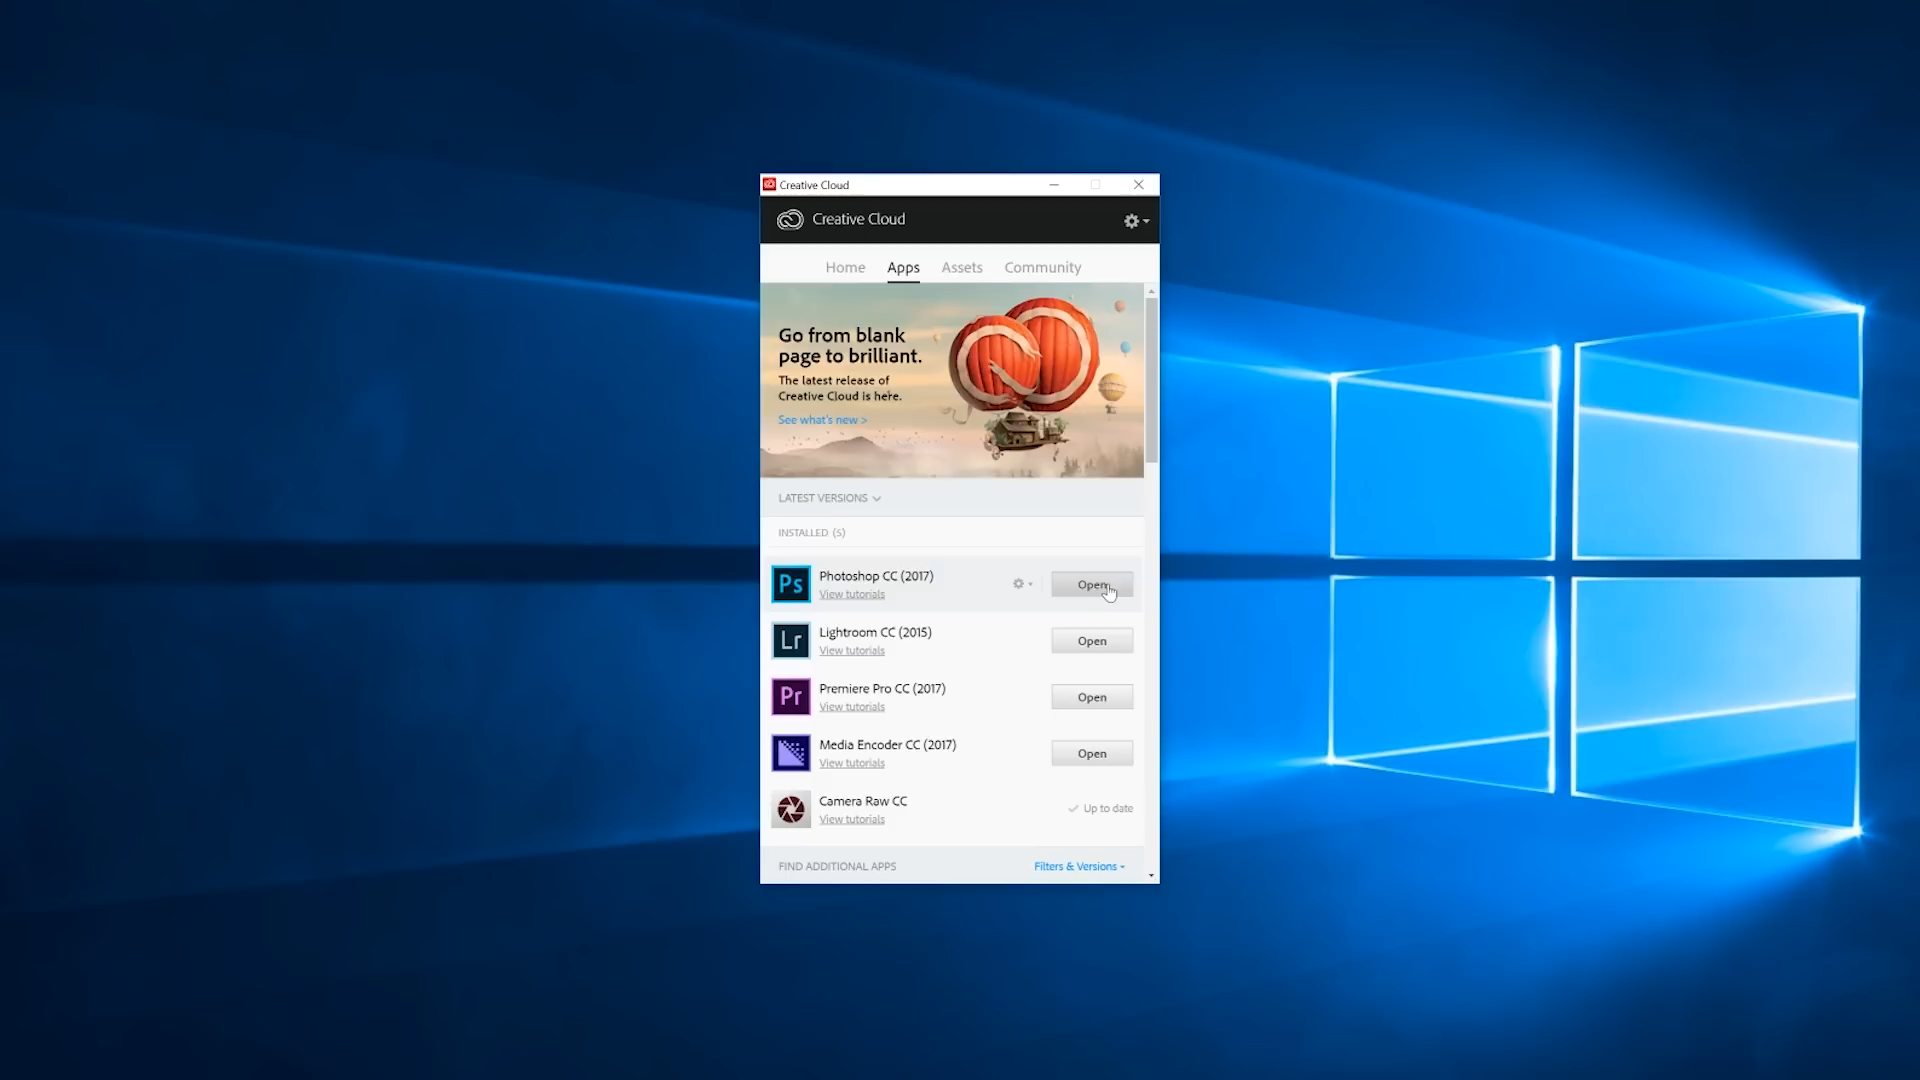 Creative Cloud
Creative Cloud
Home Apps Assets Community
Go from blank
page to brilliant.
The latest release of
Creative Cloud is here.
See what's new >
LATEST VERSIONS
INSTALLED (5)
Ps Photoshop CC (2017) Open
View tutorials
Lr Lightroom CC (2015) Open
View tutorials
Pr Premiere Pro CC (2017) Open
View tutorials
Media Encoder CC (2017) Open
View tutorials
Camera Raw CC Up to date
View tutorials
FIND ADDITIONAL APPS Filters & Versions